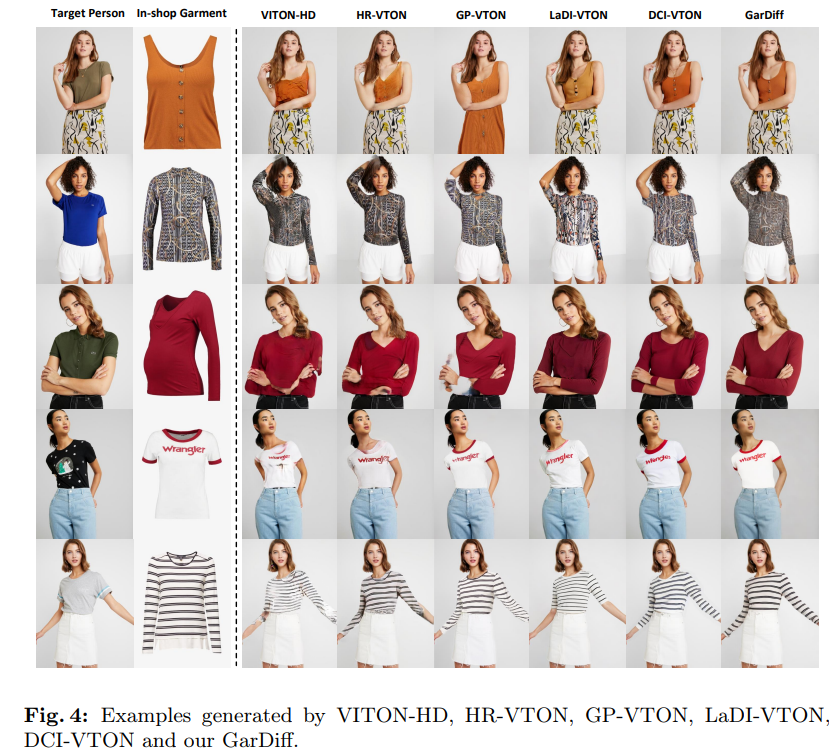 Target Person In-shop Garment VITON-HD HR-VTON GP-VTON LaDI-VTON DCI-VTON GarDiff
Wrangler
Fig. 4: Examples generated by VITON-HD, HR-VTON, GP-VTON, LaDI-VTON,
DCI-VTON and our GarDiff.